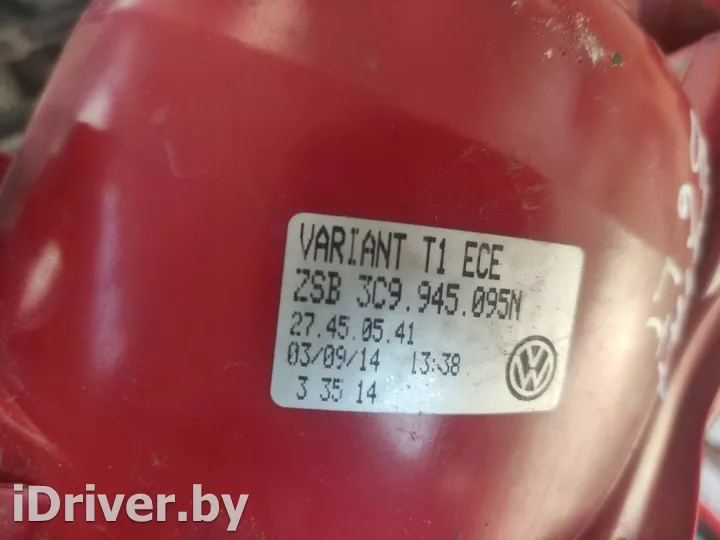 VARIANT T1 ECE
ZSB 3C9.945.095N
27.45.05.41
03/09/14 13:38
3 35 14
iDriver.by